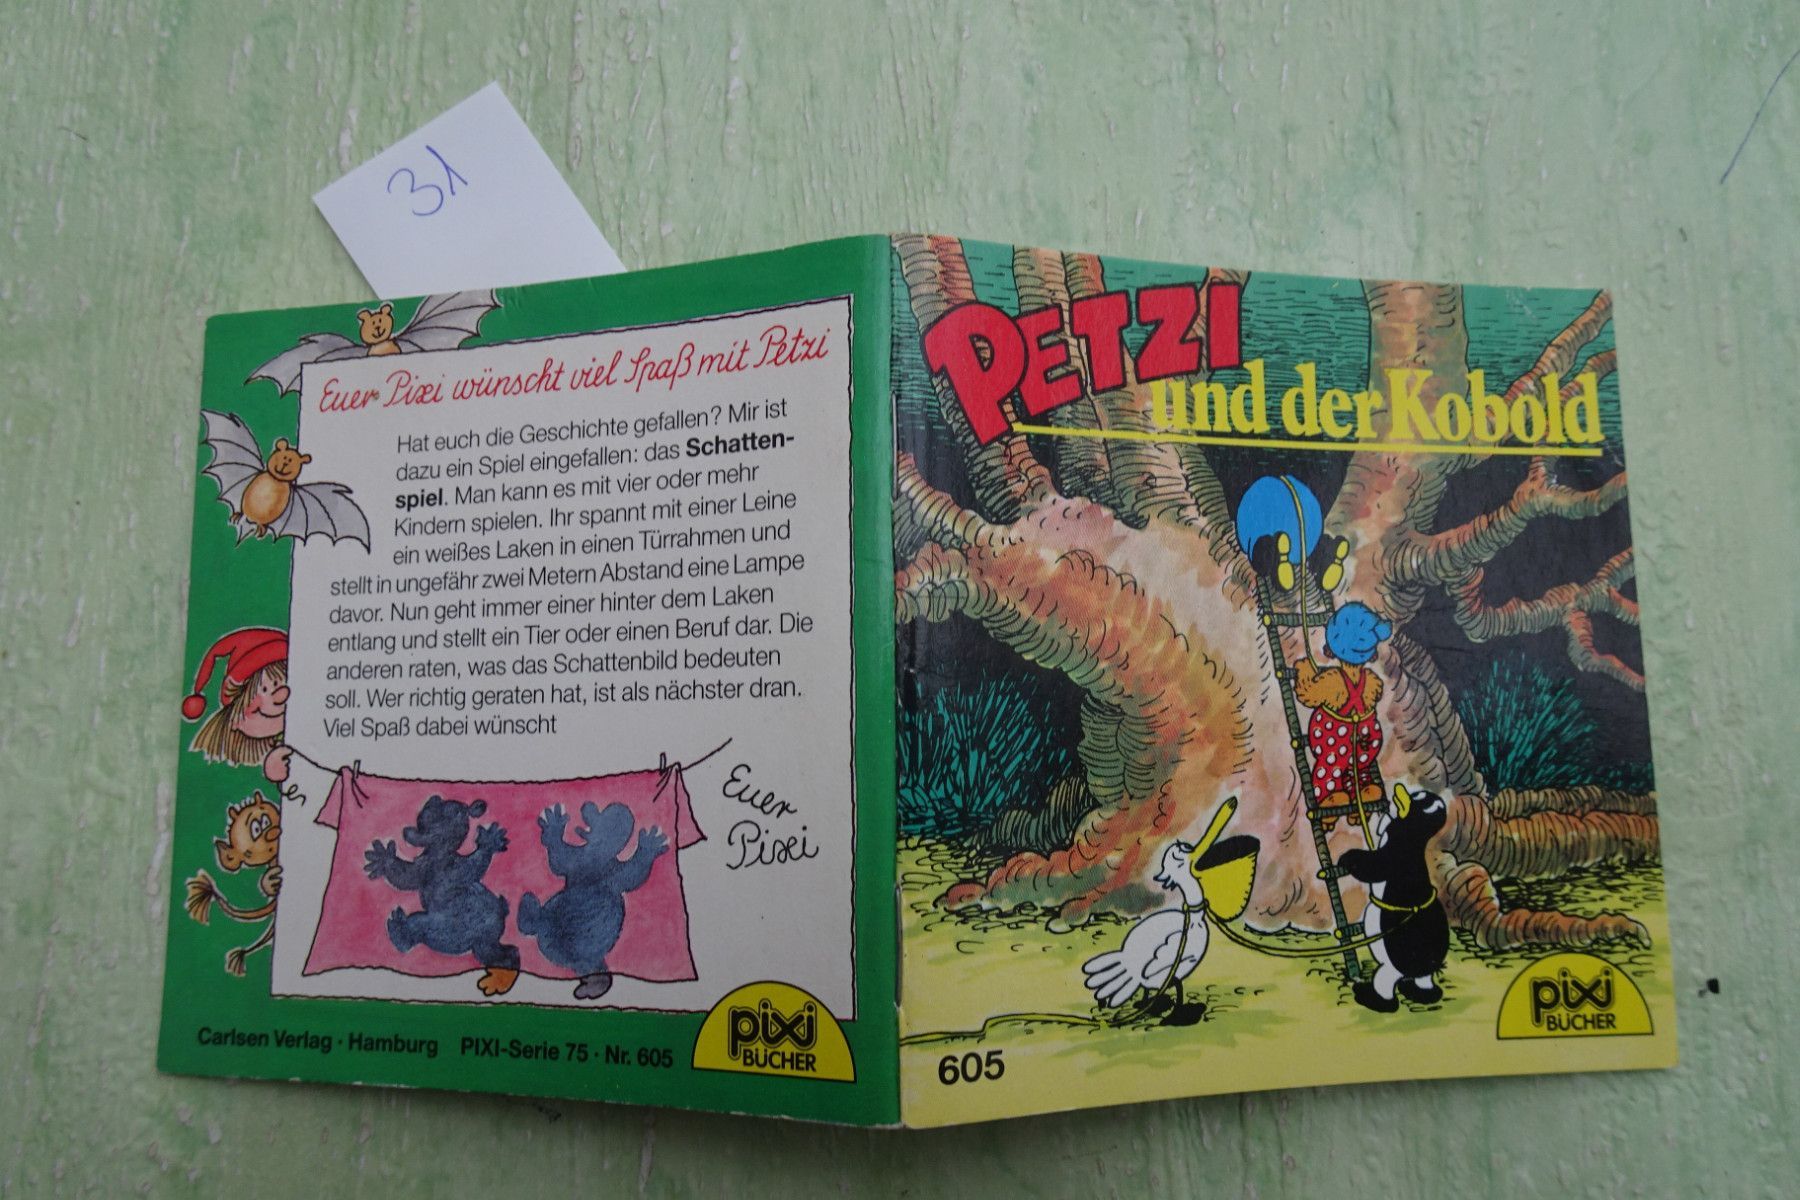 31
Euer Pixi wünscht viel Spaß mit Petzi
Hat euch die Geschichte gefallen? Mir ist
dazu ein Spiel eingefallen: das Schatten-
spiel. Man kann es mit vier oder mehr
Kindern spielen. Ihr spannt mit einer Leine
ein weißes Laken in einen Türrahmen und
stellt in ungefähr zwei Metern Abstand eine Lampe
davor. Nun geht immer einer hinter dem Laken
entlang und stellt ein Tier oder einen Beruf dar. Die
anderen raten, was das Schattenbild bedeuten
soll. Wer richtig geraten hat, ist als nächster dran.
Viel Spaß dabei wünscht
Euer
Pixi
Carlsen Verlag · Hamburg PIXI-Serie 75 · Nr. 605
pixi
BÜCHER
PETZI
und der Kobold
605
pixi
BÜCHER